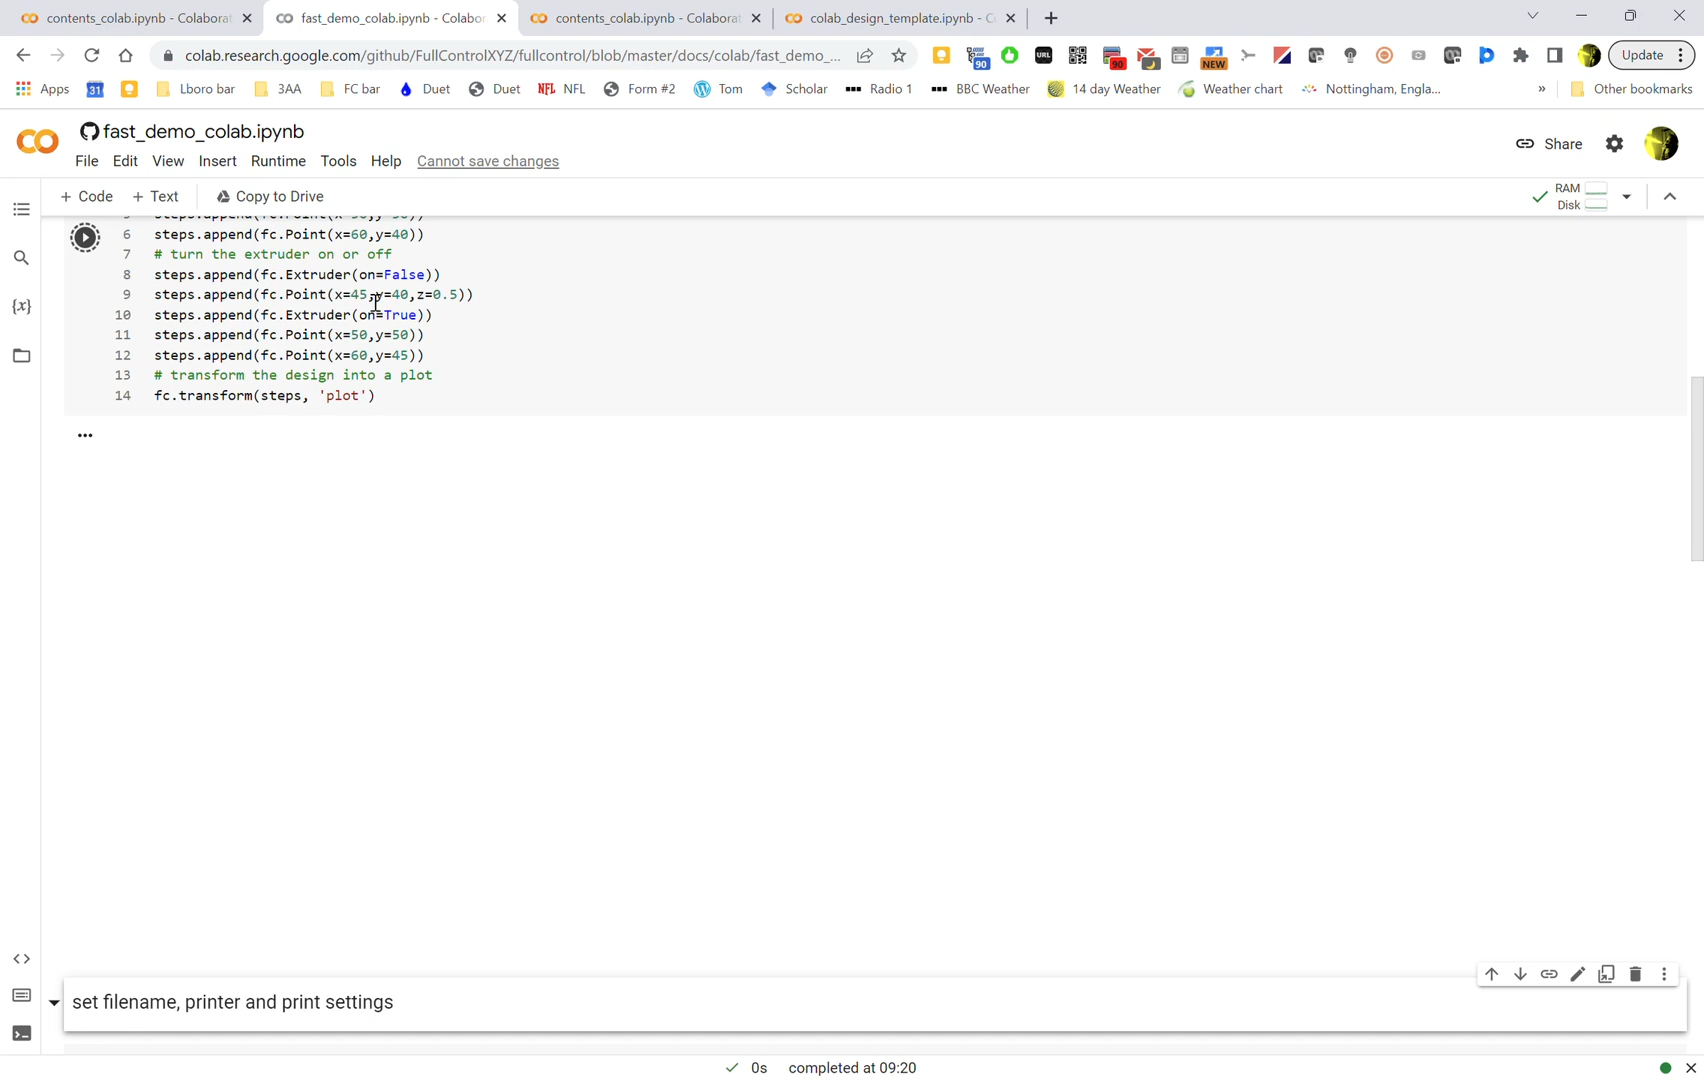 contents_colab.ipynb - Colaborat
fast_demo_colab.ipynb - Colabor
contents_colab.ipynb - Colaborat
colab_design_template.ipynb - C
colab.research.google.com/github/FullControlXYZ/fullcontrol/blob/master/docs/colab/fast_demo_...
90
URL
90
NEW
Update
Apps
31
Lboro bar
3AA
FC bar
Duet
Duet
NFL
Form #2
Tom
Scholar
Radio 1
BBC Weather
14 day Weather
Weather chart
Nottingham, Engla...
»
Other bookmarks
fast_demo_colab.ipynb
File Edit View Insert Runtime Tools Help Cannot save changes
Share
+ Code + Text Copy to Drive
RAM
Disk
6 steps.append(fc.Point(x=60,y=40))
7 # turn the extruder on or off
8 steps.append(fc.Extruder(on=False))
9 steps.append(fc.Point(x=45,y=40,z=0.5))
10 steps.append(fc.Extruder(on=True))
11 steps.append(fc.Point(x=50,y=50))
12 steps.append(fc.Point(x=60,y=45))
13 # transform the design into a plot
14 fc.transform(steps, 'plot')
...
{x}
<>
set filename, printer and print settings
0s completed at 09:20